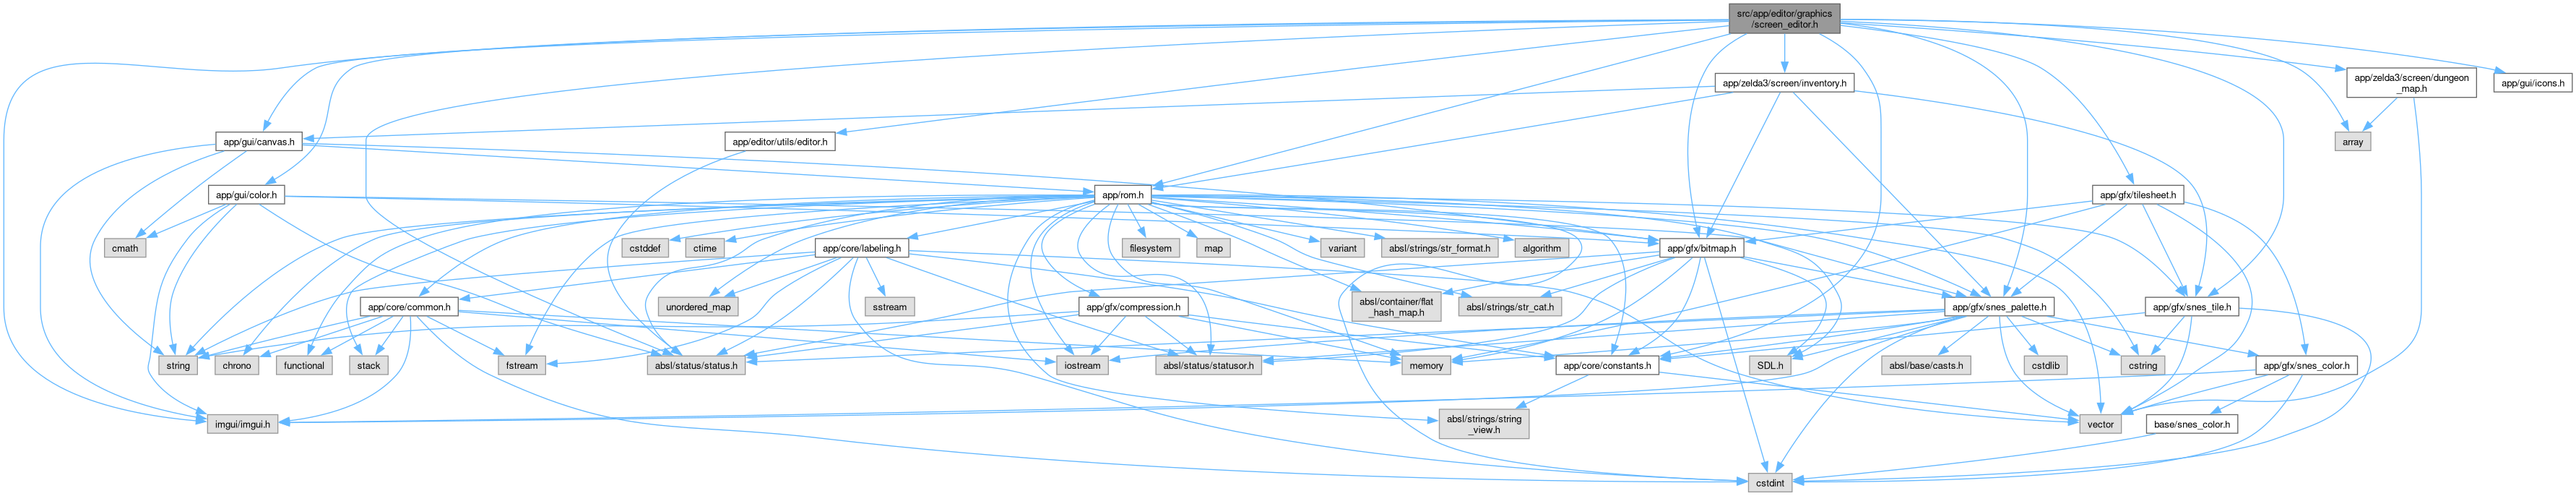 src/app/editor/graphics
/screen_editor.h
app/zelda3/screen/inventory.h
app/zelda3/screen/dungeon
_map.h
app/gui/icons.h
app/gui/canvas.h
app/editor/utils/editor.h
array
app/gui/color.h
app/rom.h
app/gfx/tilesheet.h
cmath
cstddef
ctime
app/core/labeling.h
filesystem
map
variant
absl/strings/str_format.h
algorithm
app/gfx/bitmap.h
app/core/common.h
unordered_map
sstream
app/gfx/compression.h
absl/container/flat
_hash_map.h
absl/strings/str_cat.h
app/gfx/snes_palette.h
app/gfx/snes_tile.h
string
chrono
functional
stack
fstream
absl/status/status.h
iostream
absl/status/statusor.h
memory
app/core/constants.h
SDL.h
absl/base/casts.h
cstdlib
cstring
app/gfx/snes_color.h
imgui/imgui.h
absl/strings/string
_view.h
vector
base/snes_color.h
cstdint